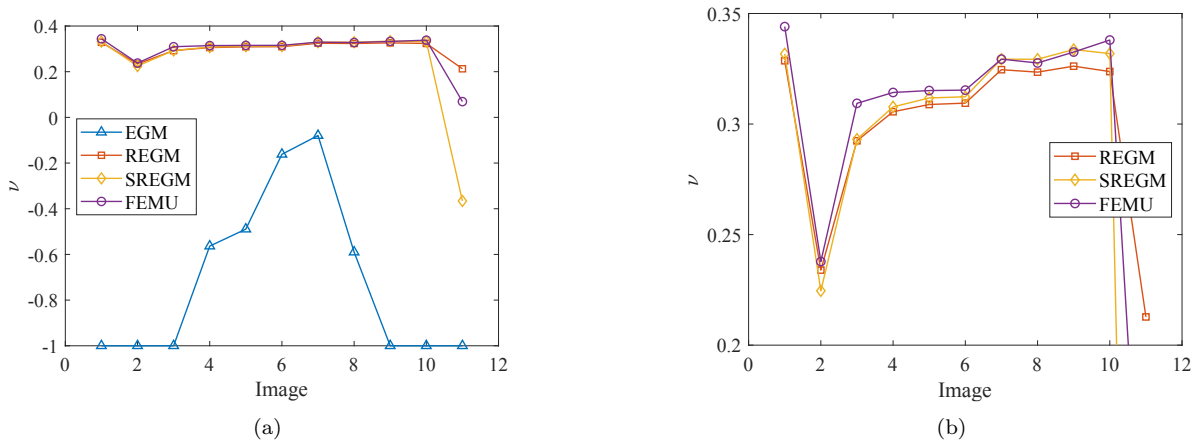 0.4
0.2
0
-0.2
-0.4
-0.6
-0.8
-1
ν
0 2 4 6 8 10 12
Image
EGM
REGM
SREGM
FEMU
(a)
0.35
0.3
0.25
0.2
ν
0 2 4 6 8 10 12
Image
REGM
SREGM
FEMU
(b)